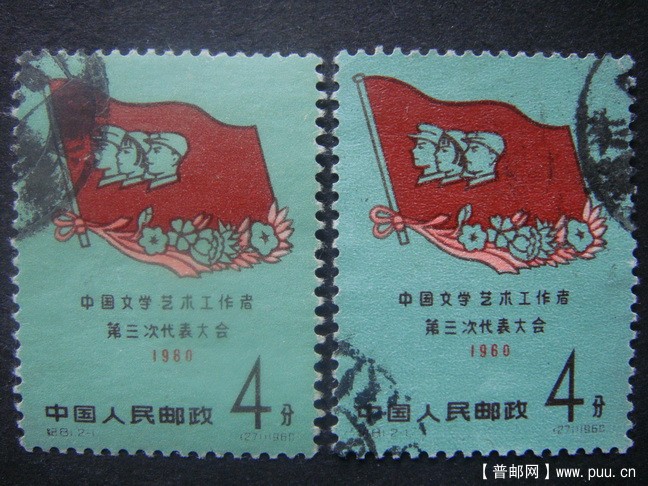 中国文学艺术工作者
第三次代表大会
1960
中国人民邮政 4分
中国文学艺术工作者
第三次代表大会
1960
中国人民邮政 4分
【普邮网】www.puu.cn